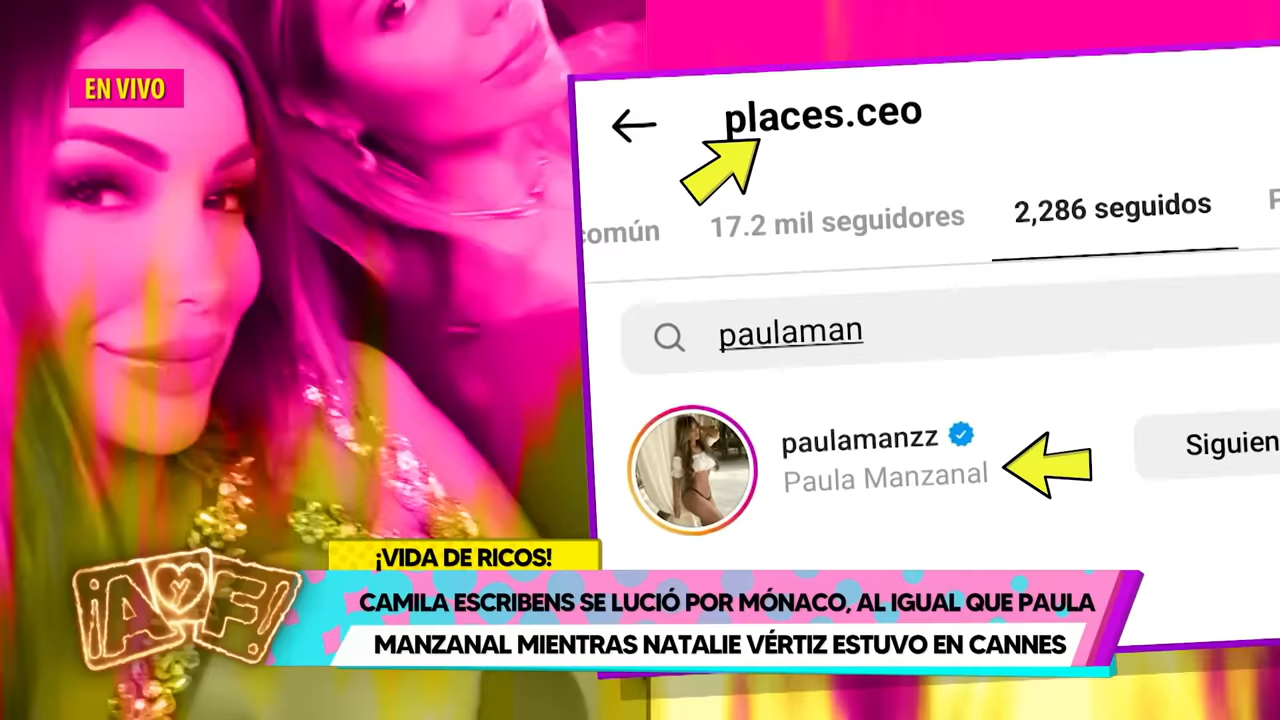 EN VIVO
places.ceo
común
17.2 mil seguidores
2,286 seguidos
P
paulaman
paulamanzz
Paula Manzanal
Siguien
¡VIDA DE RICOS!
¡A Y F!
CAMILA ESCRIBENS SE LUCIÓ POR MÓNACO, AL IGUAL QUE PAULA
MANZANAL MIENTRAS NATALIE VÉRTIZ ESTUVO EN CANNES